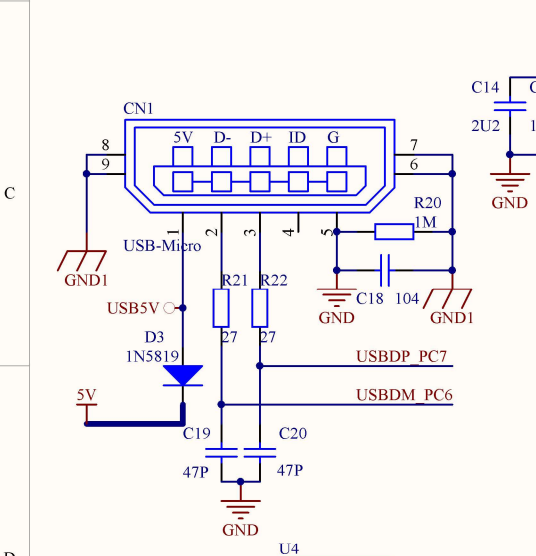 CN1
C14
5V D- D+ ID G
8
7
2U2
9
6
C
R20
GND
1M
1
2
3
4
5
USB-Micro
GND1
R21
R22
C18
104
USB5V
GND
GND1
D3
27
27
1N5819
USBDP_PC7
5V
USBDM_PC6
C19
C20
47P
47P
GND
U4